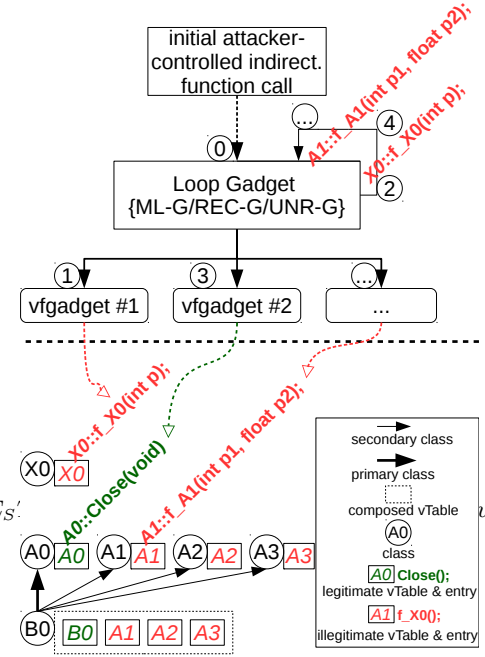 initial attacker-
controlled indirect.
function call
...
4
A1::f_A1(int p1, float p2);
X0::f_X0(int p);
0
Loop Gadget
{ML-G/REC-G/UNR-G}
2
1
3
...
vfgadget #1
vfgadget #2
...
X0::f_X0(int p);
A0::Close(void)
A1::f_A1(int p1, float p2);
X0
X0
A0
A0
A1
A1
A2
A2
A3
A3
B0
B0
A1
A2
A3
secondary class
primary class
composed vTable
A0
class
A0 Close();
legitimate vTable & entry
A1 f_X0();
illegitimate vTable & entry